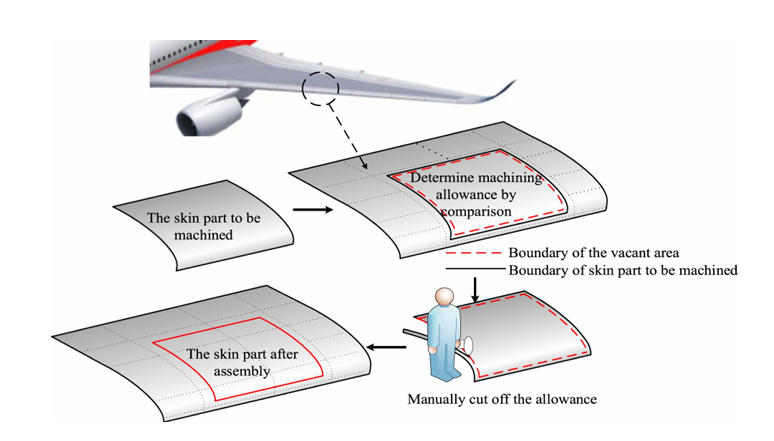 The skin part to be
machined
Determine machining
allowance by
comparison
Boundary of the vacant area
Boundary of skin part to be machined
The skin part after
assembly
Manually cut off the allowance